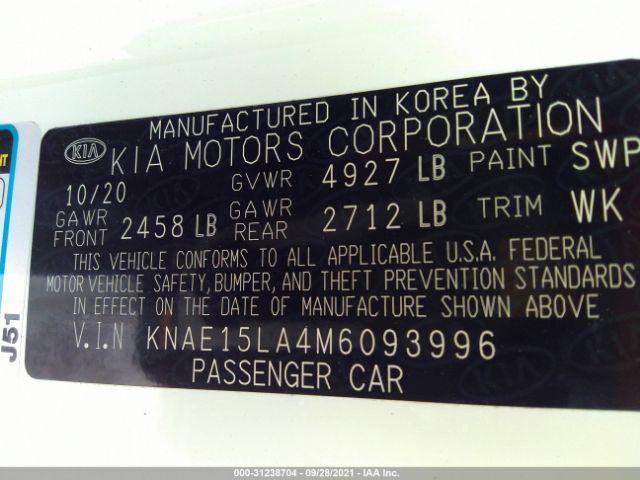 MANUFACTURED IN KOREA BY
KIA KIA MOTORS CORPORATION
10/20 GVWR 4927 LB PAINT SWP
GAWR FRONT 2458 LB GAWR REAR 2712 LB TRIM WK
THIS VEHICLE CONFORMS TO ALL APPLICABLE U.S.A. FEDERAL
MOTOR VEHICLE SAFETY, BUMPER, AND THEFT PREVENTION STANDARDS
IN EFFECT ON THE DATE OF MANUFACTURE SHOWN ABOVE
V.I.N KNAE15LA4M6093996
PASSENGER CAR
J51
000-31238704 - 09/28/2021 - IAA Inc.